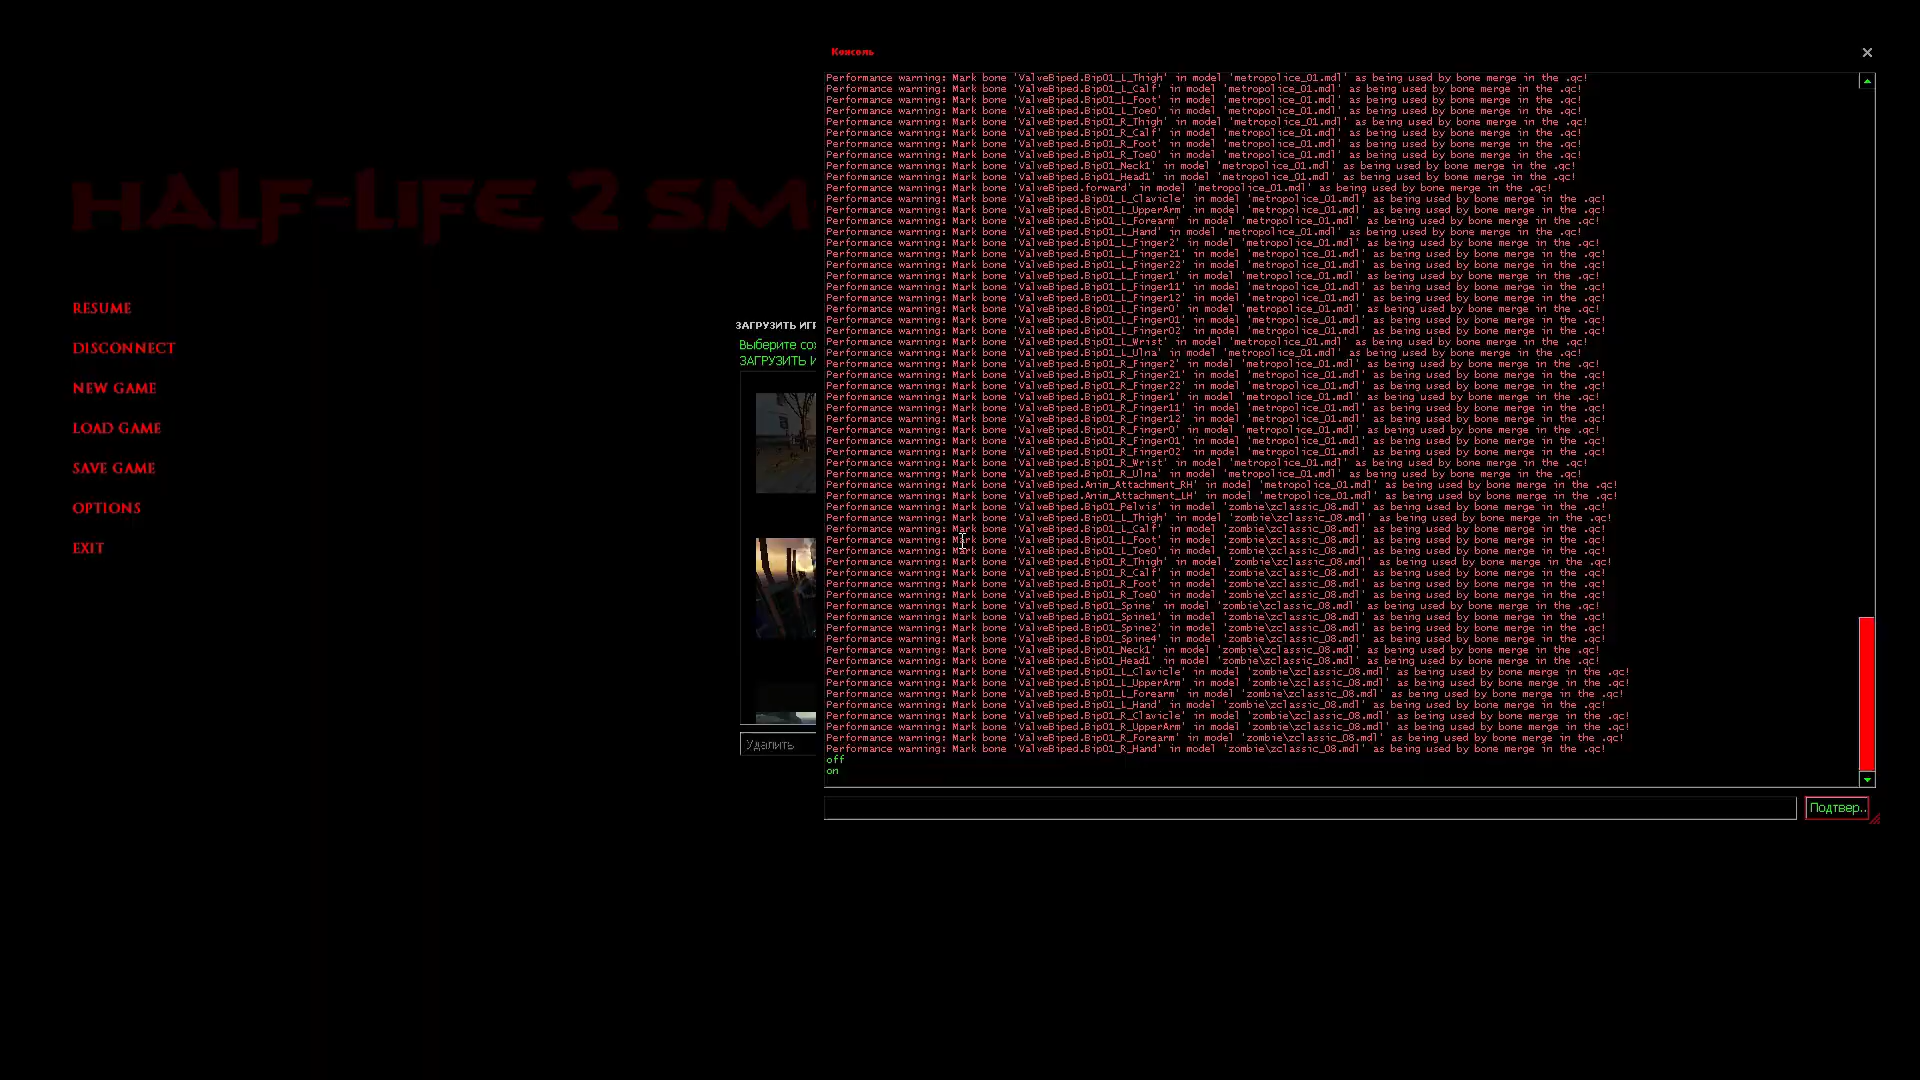 Консоль
HALF-LIFE 2 SM
RESUME
DISCONNECT
NEW GAME
LOAD GAME
SAVE GAME
OPTIONS
EXIT
ЗАГРУЗИТЬ ИГР
Выберите сох
ЗАГРУЗИТЬ И
Удалить
Performance warning: Mark bone 'ValveBiped.Bip01_L_Thigh' in model 'metropolice_01.mdl' as being used by bone merge in the .qc!
Performance warning: Mark bone 'ValveBiped.Bip01_L_Calf' in model 'metropolice_01.mdl' as being used by bone merge in the .qc!
Performance warning: Mark bone 'ValveBiped.Bip01_L_Foot' in model 'metropolice_01.mdl' as being used by bone merge in the .qc!
Performance warning: Mark bone 'ValveBiped.Bip01_L_Toe0' in model 'metropolice_01.mdl' as being used by bone merge in the .qc!
Performance warning: Mark bone 'ValveBiped.Bip01_R_Thigh' in model 'metropolice_01.mdl' as being used by bone merge in the .qc!
Performance warning: Mark bone 'ValveBiped.Bip01_R_Calf' in model 'metropolice_01.mdl' as being used by bone merge in the .qc!
Performance warning: Mark bone 'ValveBiped.Bip01_R_Foot' in model 'metropolice_01.mdl' as being used by bone merge in the .qc!
Performance warning: Mark bone 'ValveBiped.Bip01_R_Toe0' in model 'metropolice_01.mdl' as being used by bone merge in the .qc!
Performance warning: Mark bone 'ValveBiped.Bip01_Neck1' in model 'metropolice_01.mdl' as being used by bone merge in the .qc!
Performance warning: Mark bone 'ValveBiped.Bip01_Head1' in model 'metropolice_01.mdl' as being used by bone merge in the .qc!
Performance warning: Mark bone 'ValveBiped.forward' in model 'metropolice_01.mdl' as being used by bone merge in the .qc!
Performance warning: Mark bone 'ValveBiped.Bip01_L_Clavicle' in model 'metropolice_01.mdl' as being used by bone merge in the .qc!
Performance warning: Mark bone 'ValveBiped.Bip01_L_UpperArm' in model 'metropolice_01.mdl' as being used by bone merge in the .qc!
Performance warning: Mark bone 'ValveBiped.Bip01_L_Forearm' in model 'metropolice_01.mdl' as being used by bone merge in the .qc!
Performance warning: Mark bone 'ValveBiped.Bip01_L_Hand' in model 'metropolice_01.mdl' as being used by bone merge in the .qc!
Performance warning: Mark bone 'ValveBiped.Bip01_L_Finger2' in model 'metropolice_01.mdl' as being used by bone merge in the .qc!
Performance warning: Mark bone 'ValveBiped.Bip01_L_Finger21' in model 'metropolice_01.mdl' as being used by bone merge in the .qc!
Performance warning: Mark bone 'ValveBiped.Bip01_L_Finger22' in model 'metropolice_01.mdl' as being used by bone merge in the .qc!
Performance warning: Mark bone 'ValveBiped.Bip01_L_Finger1' in model 'metropolice_01.mdl' as being used by bone merge in the .qc!
Performance warning: Mark bone 'ValveBiped.Bip01_L_Finger11' in model 'metropolice_01.mdl' as being used by bone merge in the .qc!
Performance warning: Mark bone 'ValveBiped.Bip01_L_Finger12' in model 'metropolice_01.mdl' as being used by bone merge in the .qc!
Performance warning: Mark bone 'ValveBiped.Bip01_L_Finger0' in model 'metropolice_01.mdl' as being used by bone merge in the .qc!
Performance warning: Mark bone 'ValveBiped.Bip01_L_Finger01' in model 'metropolice_01.mdl' as being used by bone merge in the .qc!
Performance warning: Mark bone 'ValveBiped.Bip01_L_Finger02' in model 'metropolice_01.mdl' as being used by bone merge in the .qc!
Performance warning: Mark bone 'ValveBiped.Bip01_L_Wrist' in model 'metropolice_01.mdl' as being used by bone merge in the .qc!
Performance warning: Mark bone 'ValveBiped.Bip01_L_Ulna' in model 'metropolice_01.mdl' as being used by bone merge in the .qc!
Performance warning: Mark bone 'ValveBiped.Bip01_R_Finger2' in model 'metropolice_01.mdl' as being used by bone merge in the .qc!
Performance warning: Mark bone 'ValveBiped.Bip01_R_Finger21' in model 'metropolice_01.mdl' as being used by bone merge in the .qc!
Performance warning: Mark bone 'ValveBiped.Bip01_R_Finger22' in model 'metropolice_01.mdl' as being used by bone merge in the .qc!
Performance warning: Mark bone 'ValveBiped.Bip01_R_Finger1' in model 'metropolice_01.mdl' as being used by bone merge in the .qc!
Performance warning: Mark bone 'ValveBiped.Bip01_R_Finger11' in model 'metropolice_01.mdl' as being used by bone merge in the .qc!
Performance warning: Mark bone 'ValveBiped.Bip01_R_Finger12' in model 'metropolice_01.mdl' as being used by bone merge in the .qc!
Performance warning: Mark bone 'ValveBiped.Bip01_R_Finger0' in model 'metropolice_01.mdl' as being used by bone merge in the .qc!
Performance warning: Mark bone 'ValveBiped.Bip01_R_Finger01' in model 'metropolice_01.mdl' as being used by bone merge in the .qc!
Performance warning: Mark bone 'ValveBiped.Bip01_R_Finger02' in model 'metropolice_01.mdl' as being used by bone merge in the .qc!
Performance warning: Mark bone 'ValveBiped.Bip01_R_Wrist' in model 'metropolice_01.mdl' as being used by bone merge in the .qc!
Performance warning: Mark bone 'ValveBiped.Bip01_R_Ulna' in model 'metropolice_01.mdl' as being used by bone merge in the .qc!
Performance warning: Mark bone 'ValveBiped.Anim_Attachment_RH' in model 'metropolice_01.mdl' as being used by bone merge in the .qc!
Performance warning: Mark bone 'ValveBiped.Anim_Attachment_LH' in model 'metropolice_01.mdl' as being used by bone merge in the .qc!
Performance warning: Mark bone 'ValveBiped.Bip01_Pelvis' in model 'zombie\zclassic_08.mdl' as being used by bone merge in the .qc!
Performance warning: Mark bone 'ValveBiped.Bip01_L_Thigh' in model 'zombie\zclassic_08.mdl' as being used by bone merge in the .qc!
Performance warning: Mark bone 'ValveBiped.Bip01_L_Calf' in model 'zombie\zclassic_08.mdl' as being used by bone merge in the .qc!
Performance warning: Mark bone 'ValveBiped.Bip01_L_Foot' in model 'zombie\zclassic_08.mdl' as being used by bone merge in the .qc!
Performance warning: Mark bone 'ValveBiped.Bip01_L_Toe0' in model 'zombie\zclassic_08.mdl' as being used by bone merge in the .qc!
Performance warning: Mark bone 'ValveBiped.Bip01_R_Thigh' in model 'zombie\zclassic_08.mdl' as being used by bone merge in the .qc!
Performance warning: Mark bone 'ValveBiped.Bip01_R_Calf' in model 'zombie\zclassic_08.mdl' as being used by bone merge in the .qc!
Performance warning: Mark bone 'ValveBiped.Bip01_R_Foot' in model 'zombie\zclassic_08.mdl' as being used by bone merge in the .qc!
Performance warning: Mark bone 'ValveBiped.Bip01_R_Toe0' in model 'zombie\zclassic_08.mdl' as being used by bone merge in the .qc!
Performance warning: Mark bone 'ValveBiped.Bip01_Spine' in model 'zombie\zclassic_08.mdl' as being used by bone merge in the .qc!
Performance warning: Mark bone 'ValveBiped.Bip01_Spine1' in model 'zombie\zclassic_08.mdl' as being used by bone merge in the .qc!
Performance warning: Mark bone 'ValveBiped.Bip01_Spine2' in model 'zombie\zclassic_08.mdl' as being used by bone merge in the .qc!
Performance warning: Mark bone 'ValveBiped.Bip01_Spine4' in model 'zombie\zclassic_08.mdl' as being used by bone merge in the .qc!
Performance warning: Mark bone 'ValveBiped.Bip01_Neck1' in model 'zombie\zclassic_08.mdl' as being used by bone merge in the .qc!
Performance warning: Mark bone 'ValveBiped.Bip01_Head1' in model 'zombie\zclassic_08.mdl' as being used by bone merge in the .qc!
Performance warning: Mark bone 'ValveBiped.Bip01_L_Clavicle' in model 'zombie\zclassic_08.mdl' as being used by bone merge in the .qc!
Performance warning: Mark bone 'ValveBiped.Bip01_L_UpperArm' in model 'zombie\zclassic_08.mdl' as being used by bone merge in the .qc!
Performance warning: Mark bone 'ValveBiped.Bip01_L_Forearm' in model 'zombie\zclassic_08.mdl' as being used by bone merge in the .qc!
Performance warning: Mark bone 'ValveBiped.Bip01_L_Hand' in model 'zombie\zclassic_08.mdl' as being used by bone merge in the .qc!
Performance warning: Mark bone 'ValveBiped.Bip01_R_Clavicle' in model 'zombie\zclassic_08.mdl' as being used by bone merge in the .qc!
Performance warning: Mark bone 'ValveBiped.Bip01_R_UpperArm' in model 'zombie\zclassic_08.mdl' as being used by bone merge in the .qc!
Performance warning: Mark bone 'ValveBiped.Bip01_R_Forearm' in model 'zombie\zclassic_08.mdl' as being used by bone merge in the .qc!
Performance warning: Mark bone 'ValveBiped.Bip01_R_Hand' in model 'zombie\zclassic_08.mdl' as being used by bone merge in the .qc!
off
on
Подтвер..